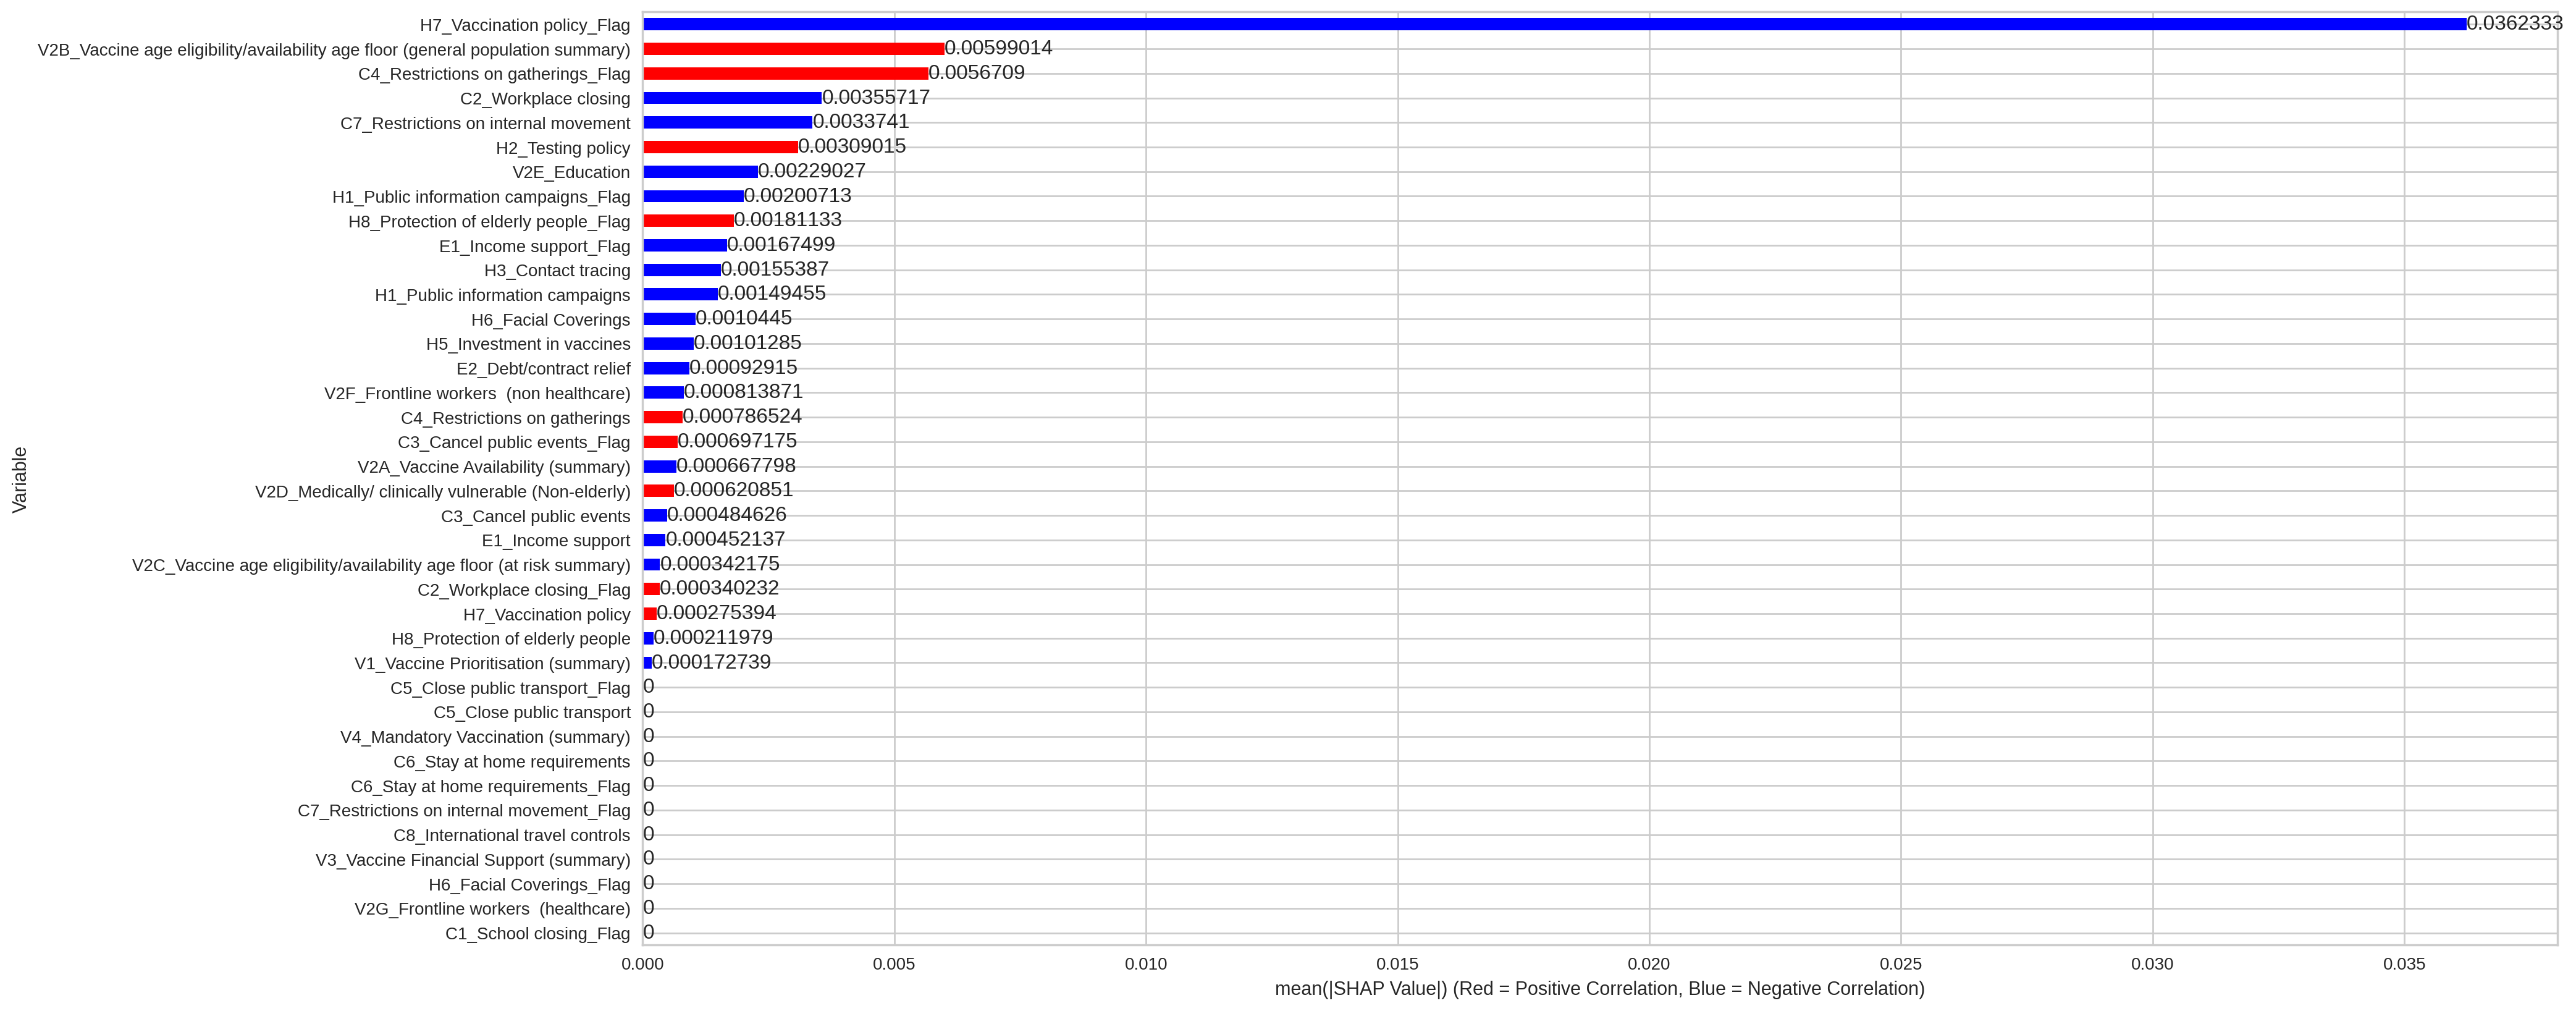 H7_Vaccination policy_Flag 0.0362333
V2B_Vaccine age eligibility/availability age floor (general population summary) 0.00599014
C4_Restrictions on gatherings_Flag 0.0056709
C2_Workplace closing 0.00355717
C7_Restrictions on internal movement 0.0033741
H2_Testing policy 0.00309015
V2E_Education 0.00229027
H1_Public information campaigns_Flag 0.00200713
H8_Protection of elderly people_Flag 0.00181133
E1_Income support_Flag 0.00167499
H3_Contact tracing 0.00155387
H1_Public information campaigns 0.00149455
H6_Facial Coverings 0.0010445
H5_Investment in vaccines 0.00101285
E2_Debt/contract relief 0.00092915
V2F_Frontline workers  (non healthcare) 0.000813871
C4_Restrictions on gatherings 0.000786524
C3_Cancel public events_Flag 0.000697175
V2A_Vaccine Availability (summary) 0.000667798
V2D_Medically/ clinically vulnerable (Non-elderly) 0.000620851
C3_Cancel public events 0.000484626
E1_Income support 0.000452137
V2C_Vaccine age eligibility/availability age floor (at risk summary) 0.000342175
C2_Workplace closing_Flag 0.000340232
H7_Vaccination policy 0.000275394
H8_Protection of elderly people 0.000211979
V1_Vaccine Prioritisation (summary) 0.000172739
C5_Close public transport_Flag 0
C5_Close public transport 0
V4_Mandatory Vaccination (summary) 0
C6_Stay at home requirements 0
C6_Stay at home requirements_Flag 0
C7_Restrictions on internal movement_Flag 0
C8_International travel controls 0
V3_Vaccine Financial Support (summary) 0
H6_Facial Coverings_Flag 0
V2G_Frontline workers  (healthcare) 0
C1_School closing_Flag 0
Variable
0.000 0.005 0.010 0.015 0.020 0.025 0.030 0.035
mean(|SHAP Value|) (Red = Positive Correlation, Blue = Negative Correlation)